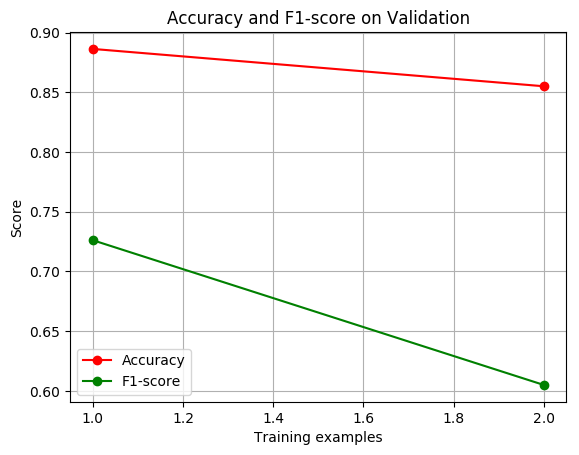 Accuracy and F1-score on Validation
0.90
0.85
0.80
0.75
0.70
0.65
0.60
Score
Accuracy
F1-score
1.0 1.2 1.4 1.6 1.8 2.0
Training examples